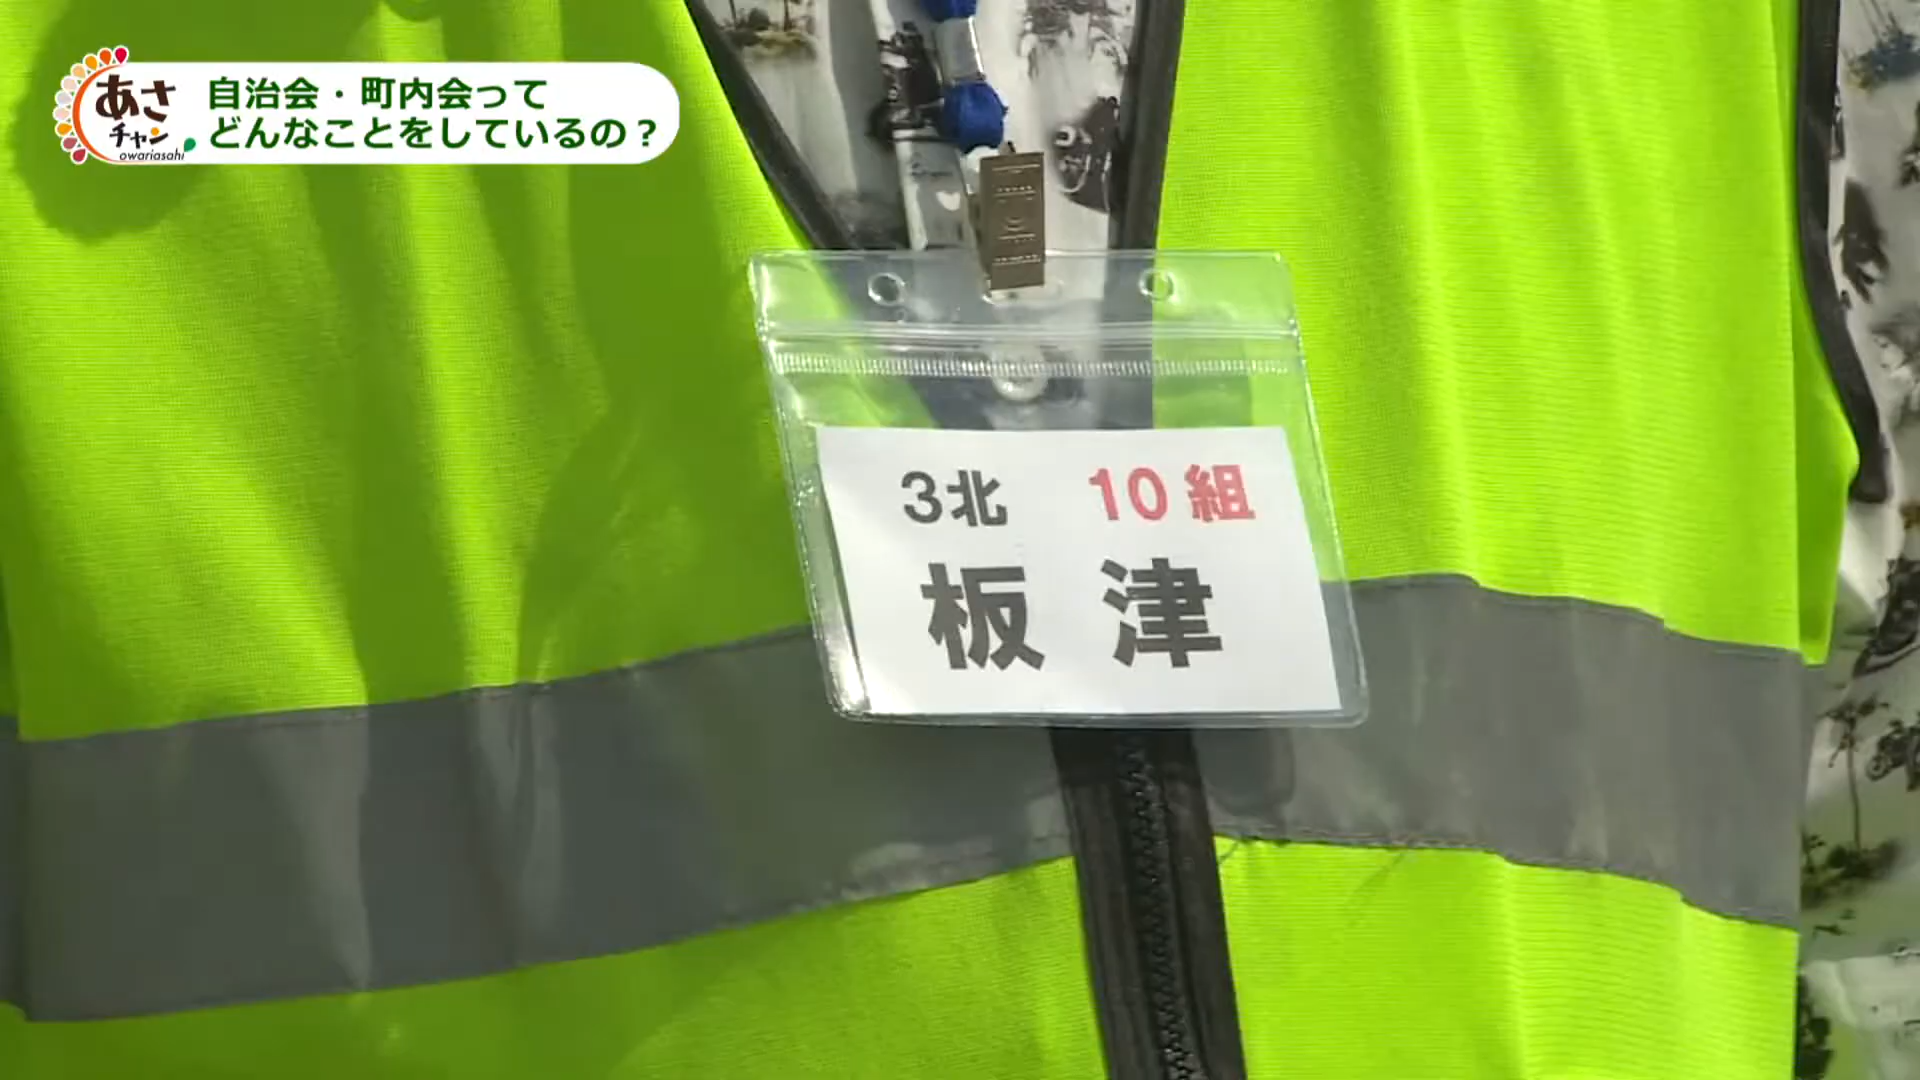 あさ
チャン
owariasahi
自治会・町内会って
どんなことをしているの？
3北 10組
板津